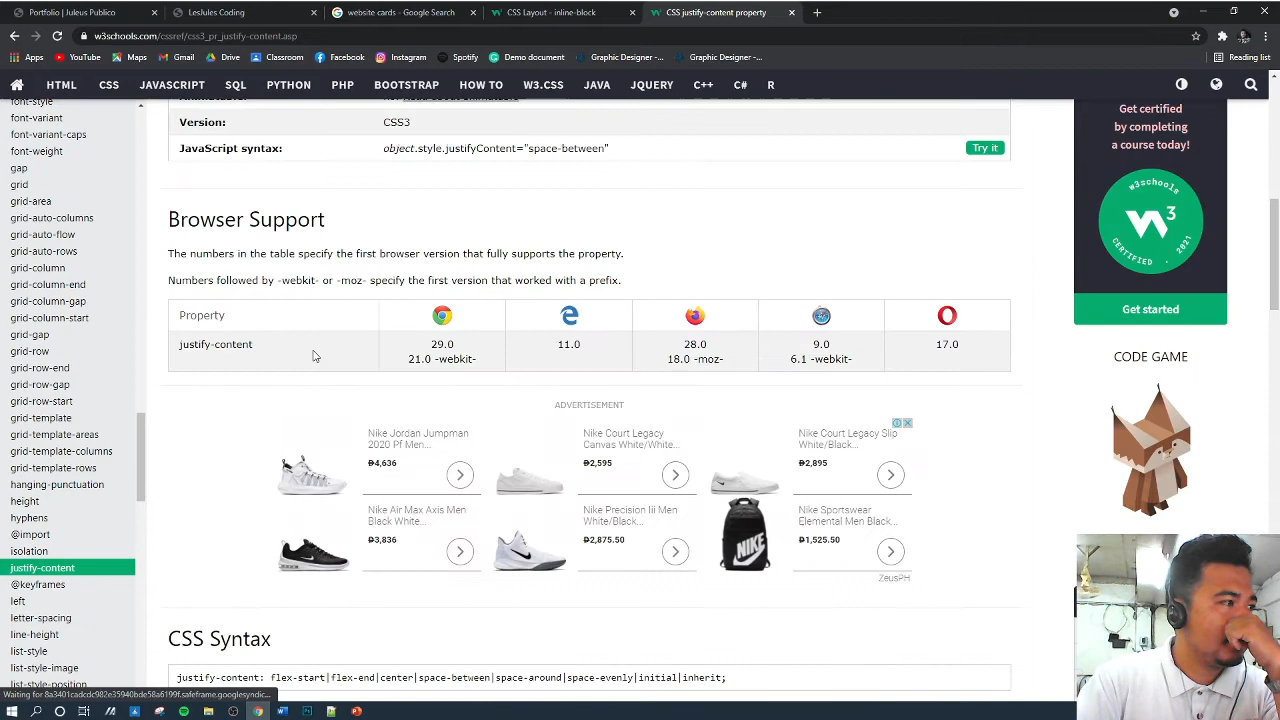 Portfolio | Juleus Publico
LesJules Coding
website cards - Google Search
CSS Layout - inline-block
CSS justify-content property
w3schools.com/cssref/css3_pr_justify-content.asp
Apps
YouTube
Maps
Gmail
Drive
Classroom
Facebook
Instagram
Spotify
Demo document
Graphic Designer -...
Graphic Designer -...
Reading list
HTML
CSS
JAVASCRIPT
SQL
PYTHON
PHP
BOOTSTRAP
HOW TO
W3.CSS
JAVA
JQUERY
C++
C#
R
font-style
font-variant
font-variant-caps
font-weight
gap
grid
grid-area
grid-auto-columns
grid-auto-flow
grid-auto-rows
grid-column
grid-column-end
grid-column-gap
grid-column-start
grid-gap
grid-row
grid-row-end
grid-row-gap
grid-row-start
grid-template
grid-template-areas
grid-template-columns
grid-template-rows
hanging-punctuation
height
hyphens
@import
isolation
justify-content
@keyframes
left
letter-spacing
line-height
list-style
list-style-image
list-style-position
Version: CSS3
JavaScript syntax: object.style.justifyContent="space-between"
Try it
Browser Support
The numbers in the table specify the first browser version that fully supports the property.
Numbers followed by -webkit- or -moz- specify the first version that worked with a prefix.
Property
justify-content
29.0
21.0 -webkit-
11.0
28.0
18.0 -moz-
9.0
6.1 -webkit-
17.0
ADVERTISEMENT
Nike Jordan Jumpman
2020 Pf Men...
₱4,636
Nike Court Legacy
Canvas White/White...
₱2,595
Nike Court Legacy Slip
White/Black...
₱2,895
Nike Air Max Axis Men
Black White...
₱3,836
Nike Precision Iii Men
White/Black...
₱2,875.50
NIKE
Nike Sportswear
Elemental Men Black...
₱1,525.50
ZeusPH
CSS Syntax
justify-content: flex-start|flex-end|center|space-between|space-around|space-evenly|initial|inherit;
Get certified
by completing
a course today!
w3schools
W3
CERTIFIED . 2021
Get started
CODE GAME
Waiting for 8a3401cadcdc982e35940bde58a6199f.safeframe.googlesyndic...